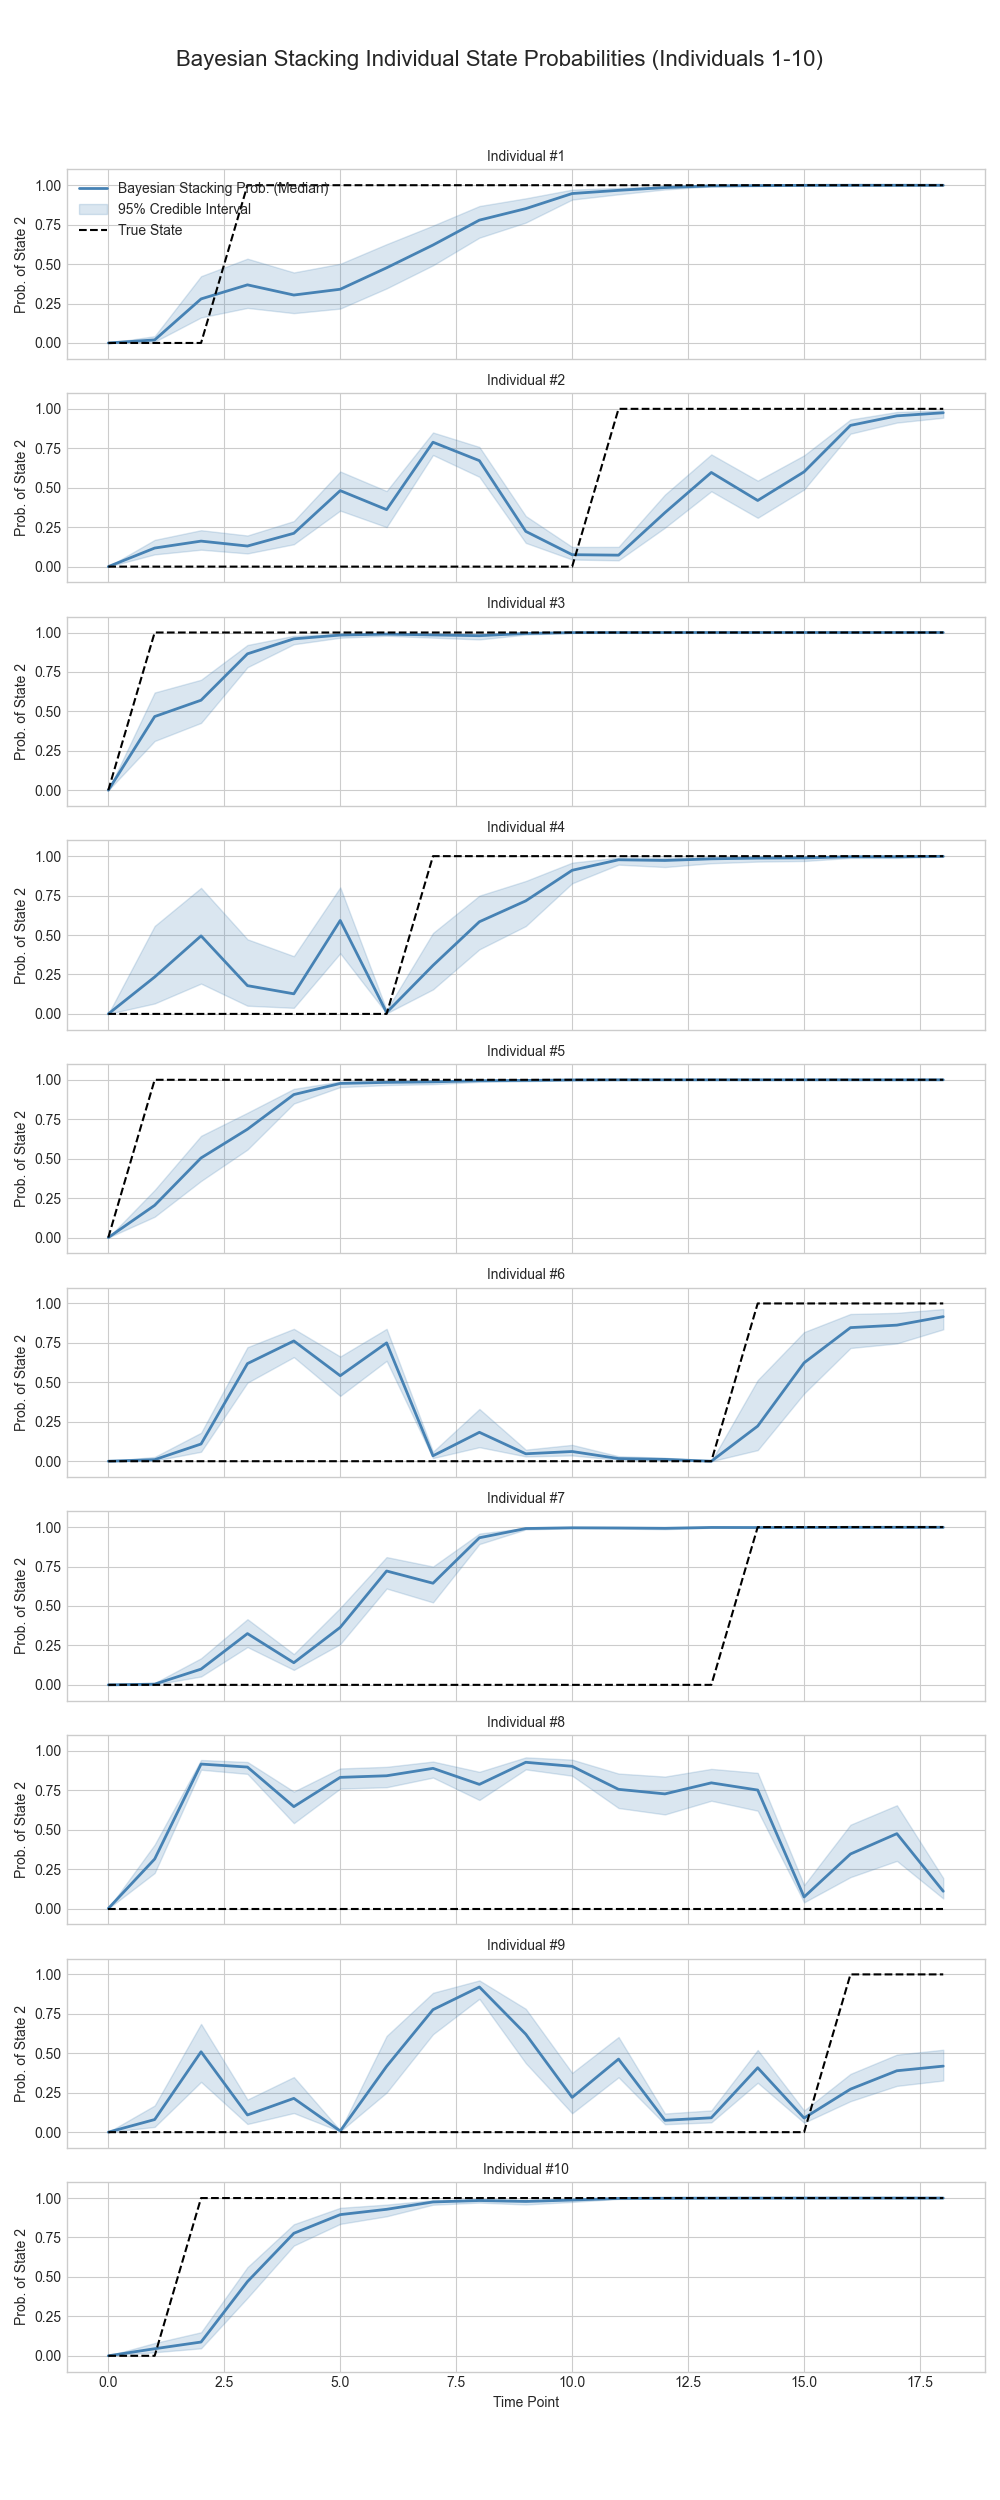 Bayesian Stacking Individual State Probabilities (Individuals 1-10)
Individual #1
1.00
0.75
0.50
0.25
0.00
Prob. of State 2
Bayesian Stacking Prob. (Median)
95% Credible Interval
True State
Individual #2
1.00
0.75
0.50
0.25
0.00
Prob. of State 2
Individual #3
1.00
0.75
0.50
0.25
0.00
Prob. of State 2
Individual #4
1.00
0.75
0.50
0.25
0.00
Prob. of State 2
Individual #5
1.00
0.75
0.50
0.25
0.00
Prob. of State 2
Individual #6
1.00
0.75
0.50
0.25
0.00
Prob. of State 2
Individual #7
1.00
0.75
0.50
0.25
0.00
Prob. of State 2
Individual #8
1.00
0.75
0.50
0.25
0.00
Prob. of State 2
Individual #9
1.00
0.75
0.50
0.25
0.00
Prob. of State 2
Individual #10
1.00
0.75
0.50
0.25
0.00
Prob. of State 2
0.0 2.5 5.0 7.5 10.0 12.5 15.0 17.5
Time Point